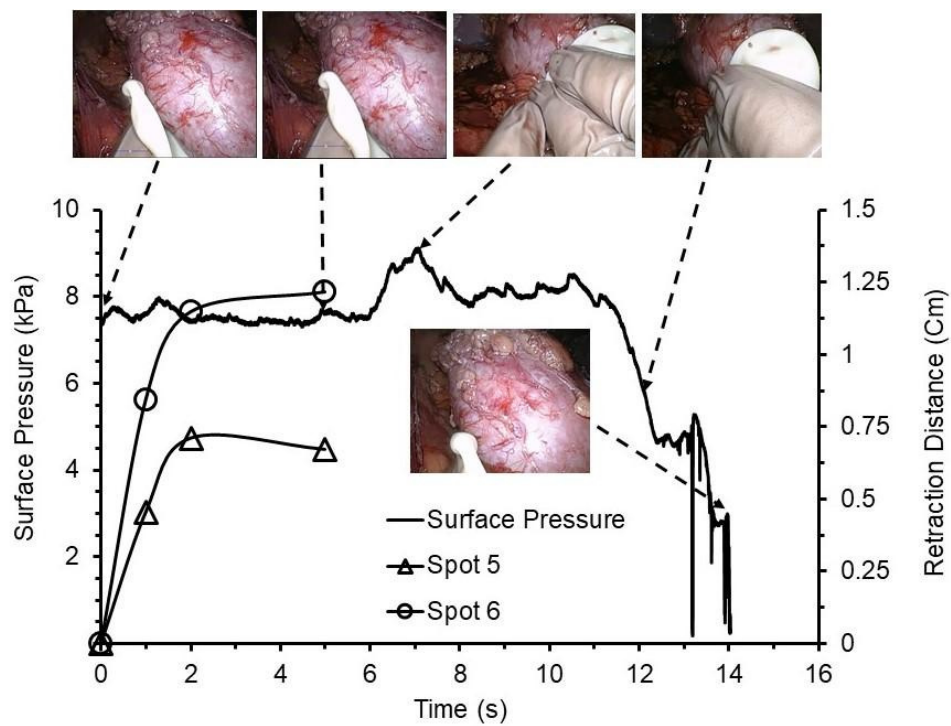 10
8
6
4
2
Surface Pressure (kPa)
1.5
1.25
1
0.75
0.5
0.25
0
Retraction Distance (Cm)
Surface Pressure
Spot 5
Spot 6
0 2 4 6 8 10 12 14 16
Time (s)